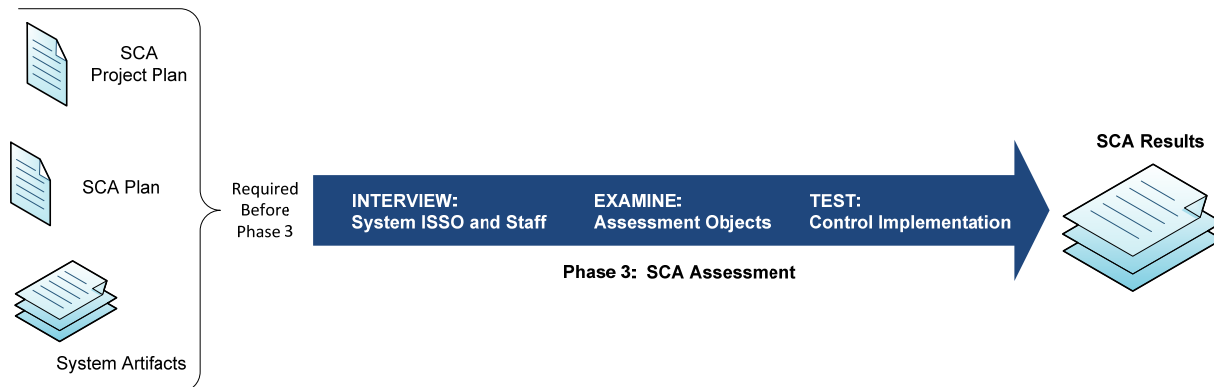 SCA
Project Plan
SCA Plan
System Artifacts
Required
Before
Phase 3
INTERVIEW:
System ISSO and Staff
EXAMINE:
Assessment Objects
TEST:
Control Implementation
Phase 3: SCA Assessment
SCA Results